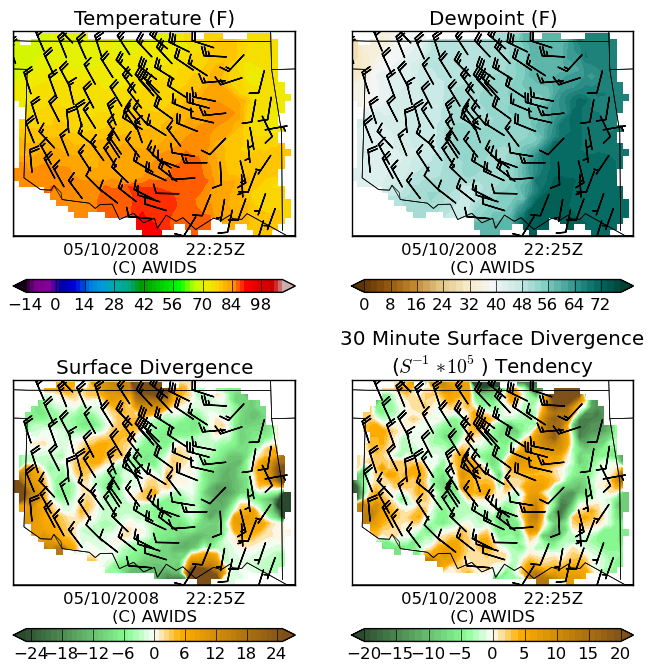 Temperature (F)
Dewpoint (F)
05/10/2008 22:25Z
(C) AWIDS
05/10/2008 22:25Z
(C) AWIDS
−14 0 14 28 42 56 70 84 98
0 8 16 24 32 40 48 56 64 72
Surface Divergence
30 Minute Surface Divergence
(S⁻¹ *10⁵ ) Tendency
05/10/2008 22:25Z
(C) AWIDS
05/10/2008 22:25Z
(C) AWIDS
−24 −18 −12 −6 0 6 12 18 24
−20 −15 −10 −5 0 5 10 15 20